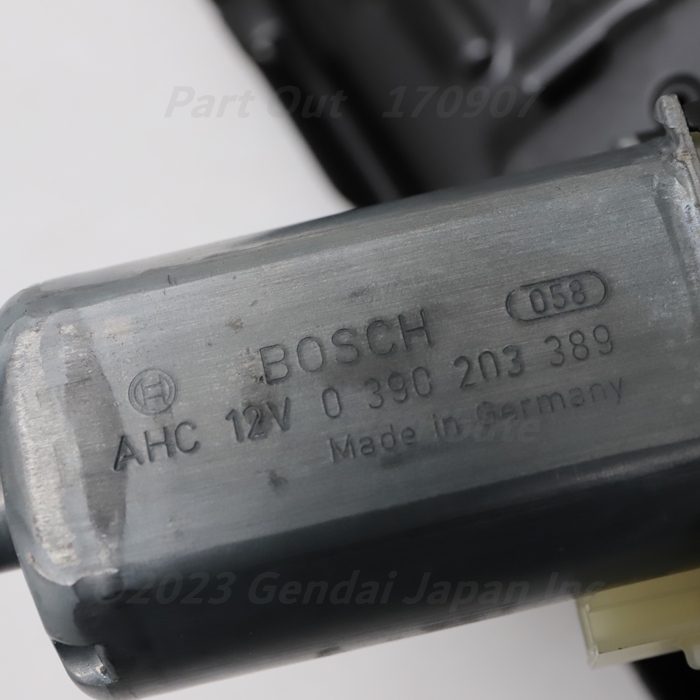 Part Out 170907
058
BOSCH
AHC 12V 0 390 203 389
Made in Germany
©2023 Gendai Japan Inc